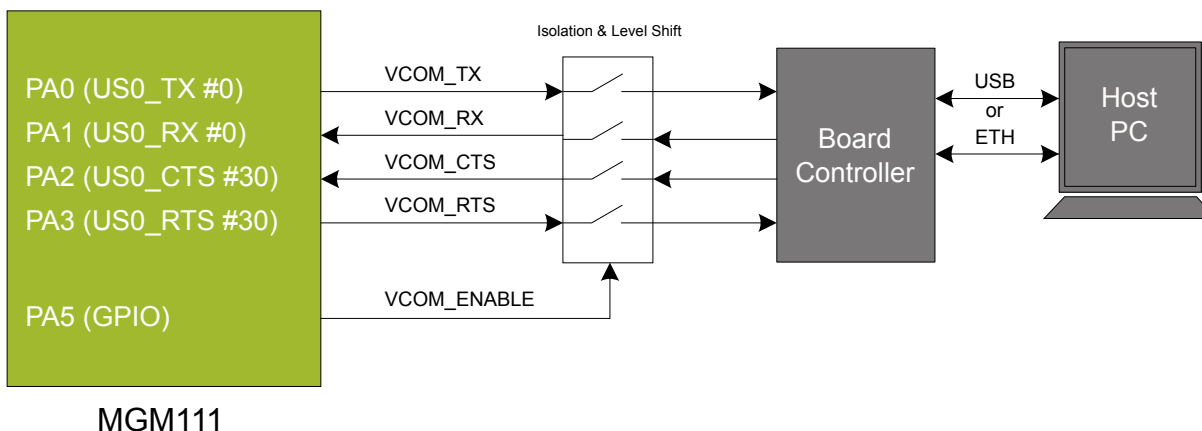 Isolation & Level Shift
PA0 (US0_TX #0)
VCOM_TX
PA1 (US0_RX #0)
VCOM_RX
PA2 (US0_CTS #30)
VCOM_CTS
PA3 (US0_RTS #30)
VCOM_RTS
PA5 (GPIO)
VCOM_ENABLE
Board
Controller
USB
or
ETH
Host
PC
MGM111